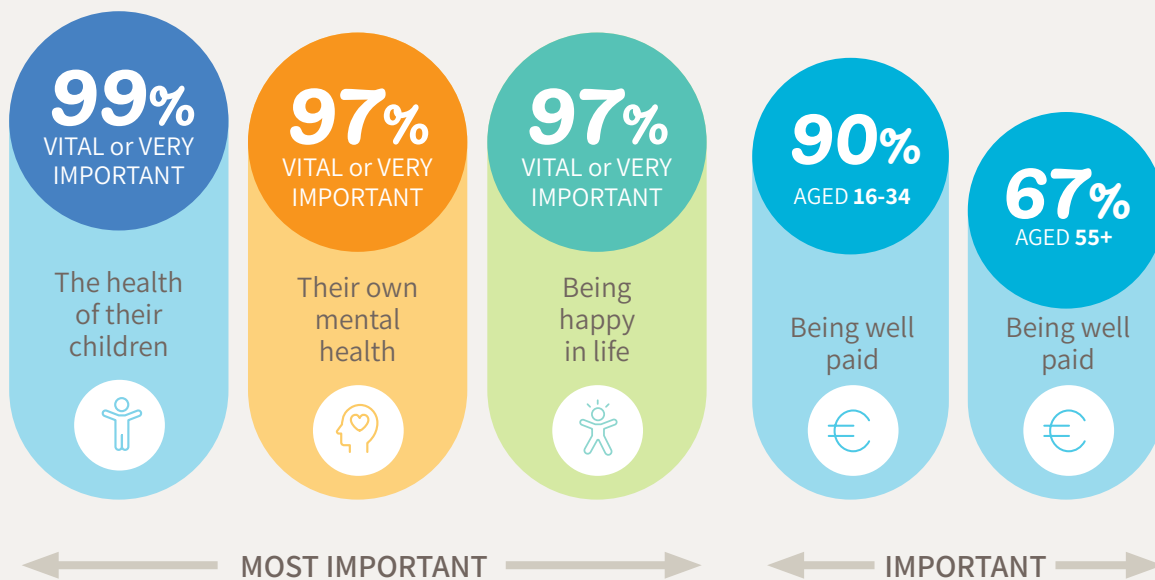 99%
VITAL or VERY
IMPORTANT
The health
of their
children
97%
VITAL or VERY
IMPORTANT
Their own
mental
health
97%
VITAL or VERY
IMPORTANT
Being
happy
in life
90%
AGED 16-34
Being well
paid
€
67%
AGED 55+
Being well
paid
€
MOST IMPORTANT
IMPORTANT